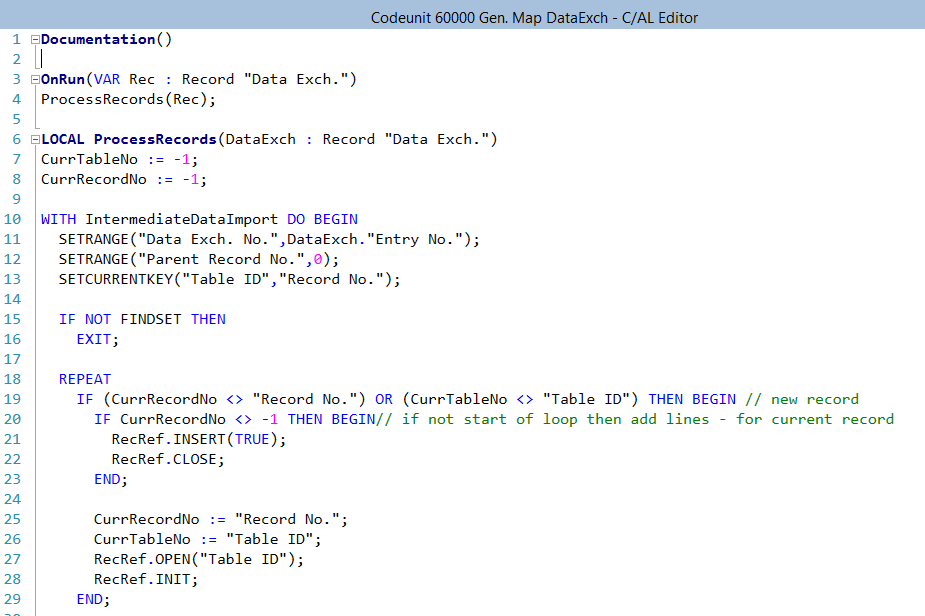 Codeunit 60000 Gen. Map DataExch - C/AL Editor
1 Documentation()
2
3 OnRun(VAR Rec : Record "Data Exch.")
4 ProcessRecords(Rec);
5
6 LOCAL ProcessRecords(DataExch : Record "Data Exch.")
7 CurrTableNo := -1;
8 CurrRecordNo := -1;
9
10 WITH IntermediateDataImport DO BEGIN
11   SETRANGE("Data Exch. No.",DataExch."Entry No.");
12   SETRANGE("Parent Record No.",0);
13   SETCURRENTKEY("Table ID","Record No.");
14
15   IF NOT FINDSET THEN
16     EXIT;
17
18   REPEAT
19     IF (CurrRecordNo <> "Record No.") OR (CurrTableNo <> "Table ID") THEN BEGIN // new record
20       IF CurrRecordNo <> -1 THEN BEGIN// if not start of loop then add lines - for current record
21         RecRef.INSERT(TRUE);
22         RecRef.CLOSE;
23       END;
24
25       CurrRecordNo := "Record No.";
26       CurrTableNo := "Table ID";
27       RecRef.OPEN("Table ID");
28       RecRef.INIT;
29     END;